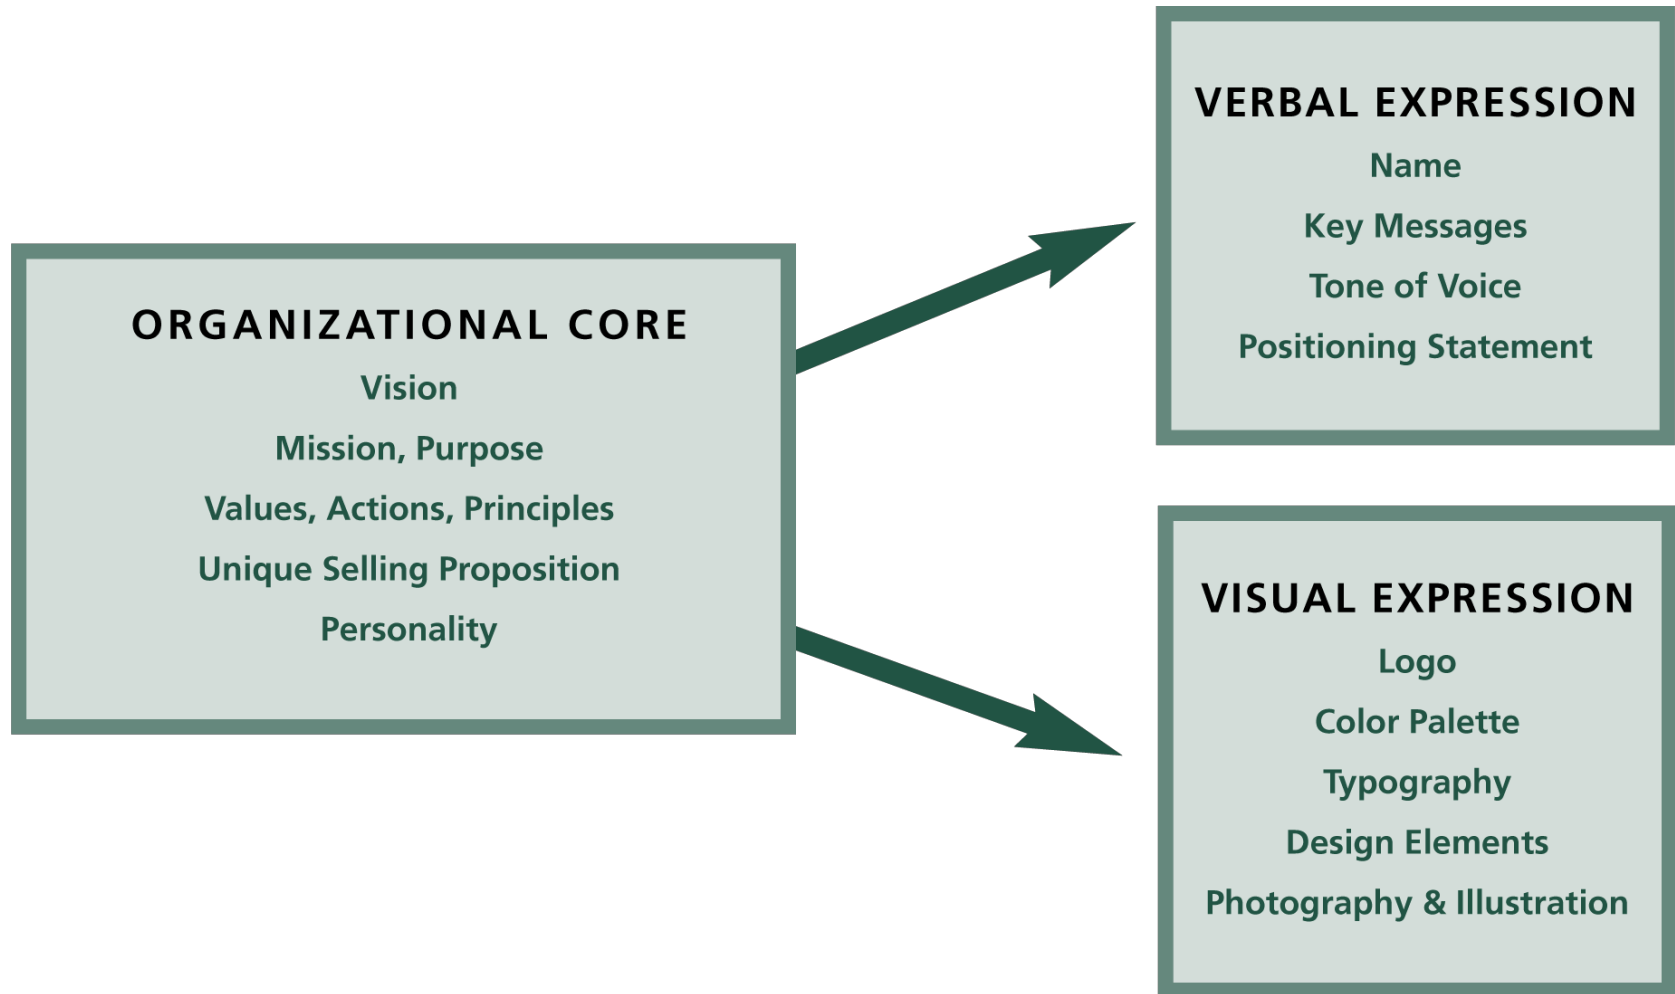 ORGANIZATIONAL CORE
Vision
Mission, Purpose
Values, Actions, Principles
Unique Selling Proposition
Personality
VERBAL EXPRESSION
Name
Key Messages
Tone of Voice
Positioning Statement
VISUAL EXPRESSION
Logo
Color Palette
Typography
Design Elements
Photography & Illustration